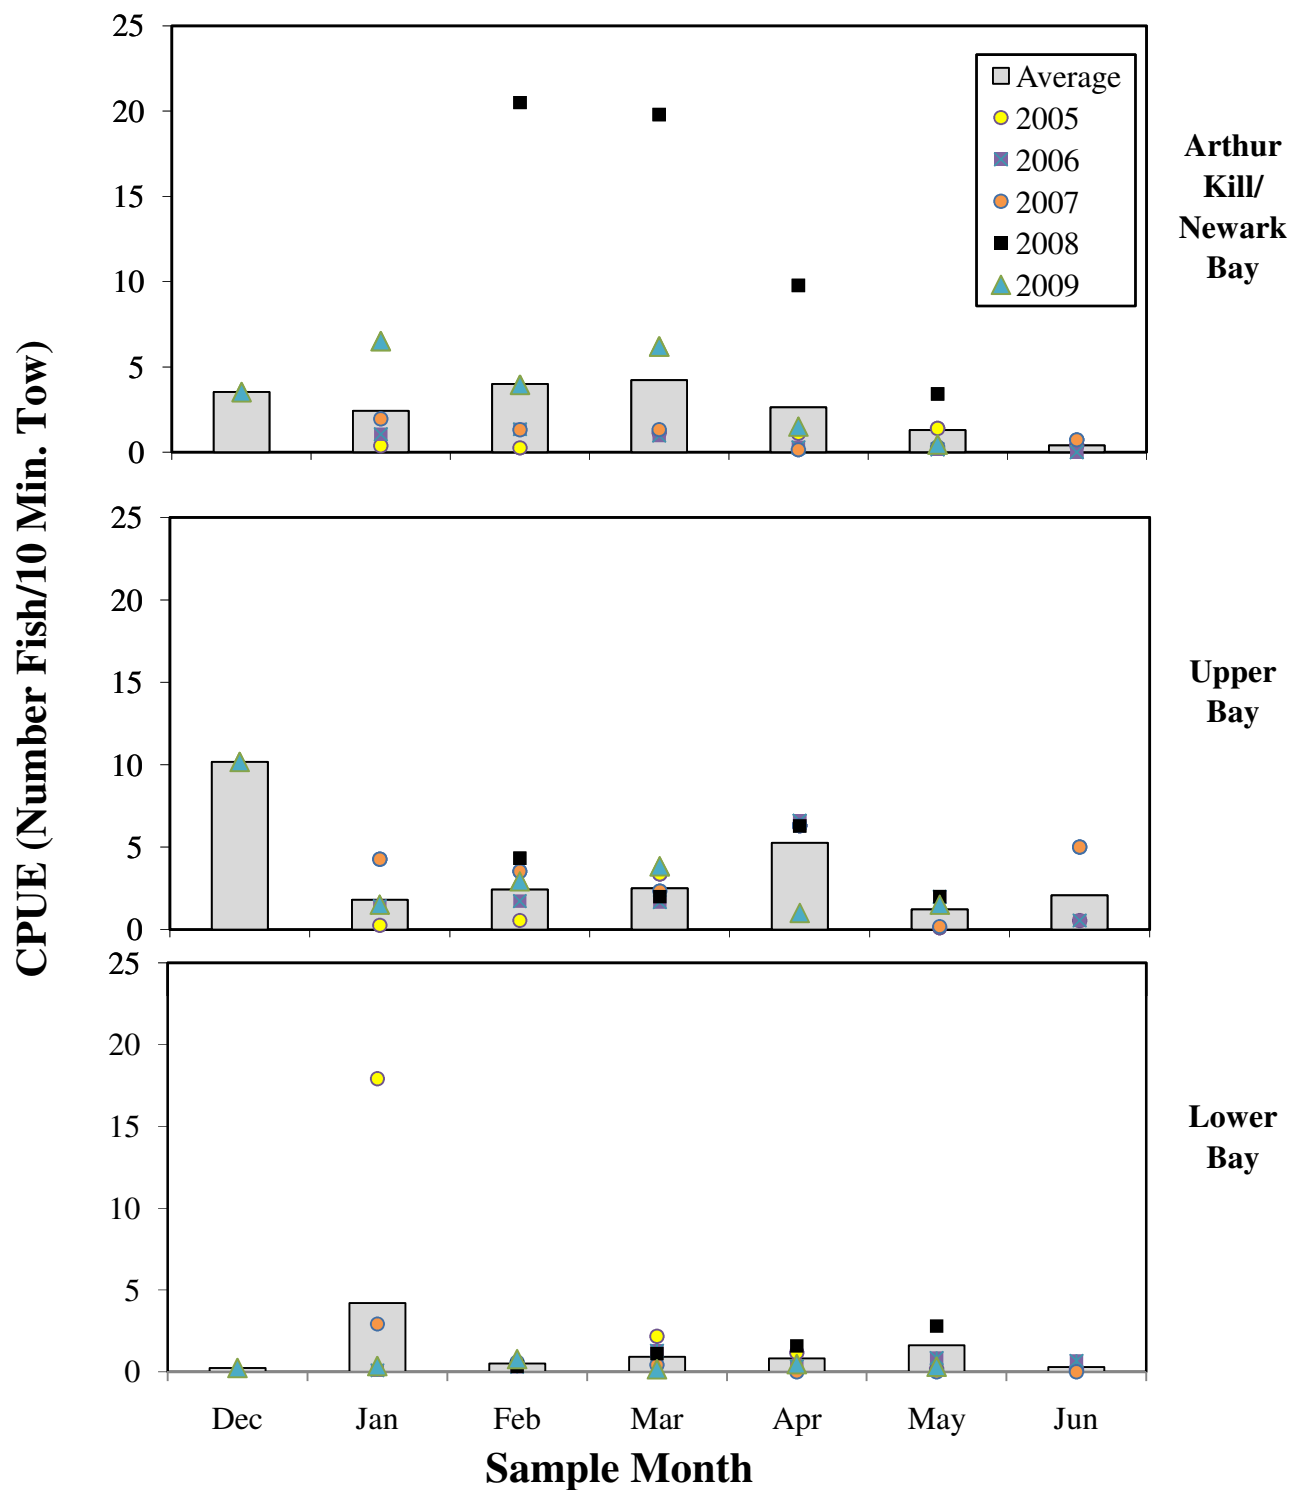 CPUE (Number Fish/10 Min. Tow)
25
20
15
10
5
0
Average
2005
2006
2007
2008
2009
Arthur
Kill/
Newark
Bay
25
20
15
10
5
0
Upper
Bay
25
20
15
10
5
0
Lower
Bay
Dec Jan Feb Mar Apr May Jun
Sample Month